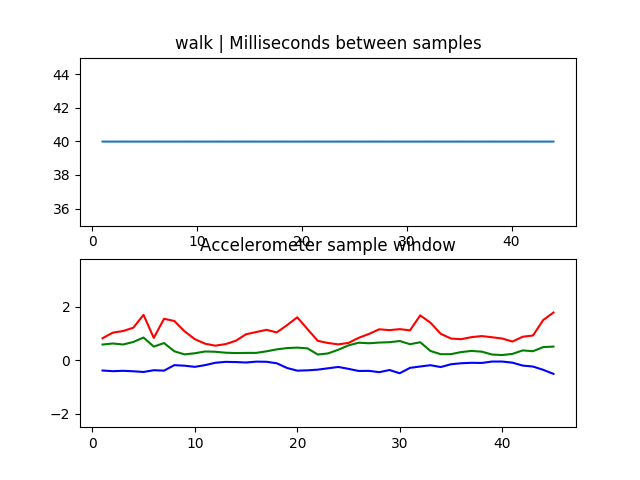 walk | Milliseconds between samples
44
42
40
38
36
0 10 20 30 40
Accelerometer sample window
2
0
−2
0 10 20 30 40